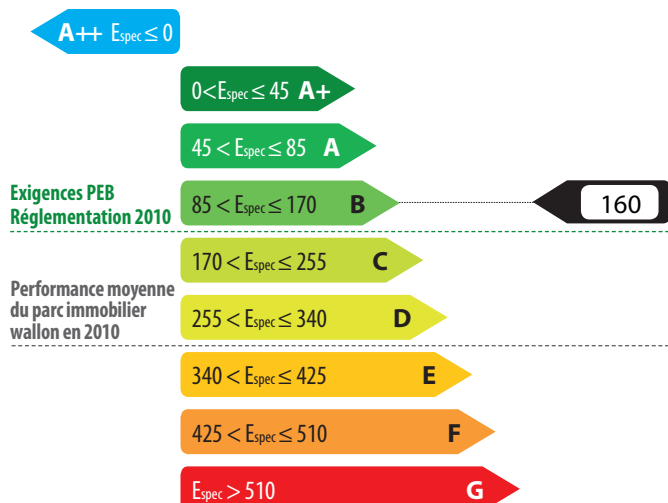 A++ Espec ≤ 0
0<Espec ≤ 45 A+
45 < Espec ≤ 85 A
Exigences PEB
Réglementation 2010
85 < Espec ≤ 170 B
160
170 < Espec ≤ 255 C
Performance moyenne
du parc immobilier
wallon en 2010
255 < Espec ≤ 340 D
340 < Espec ≤ 425 E
425 < Espec ≤ 510 F
Espec > 510 G